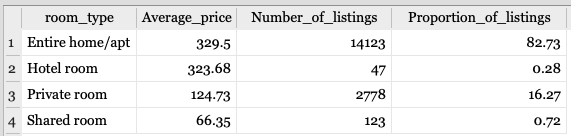 room_type Average_price Number_of_listings Proportion_of_listings
1 Entire home/apt 329.5 14123 82.73
2 Hotel room 323.68 47 0.28
3 Private room 124.73 2778 16.27
4 Shared room 66.35 123 0.72